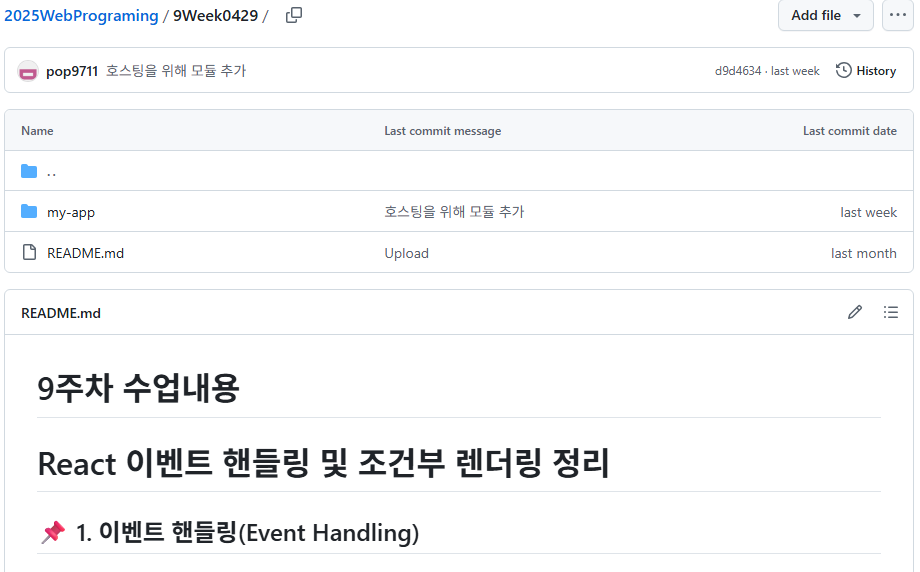 2025WebPrograming / 9Week0429 /
Add file
pop9711 호스팅을 위해 모듈 추가
d9d4634 · last week
History
Name Last commit message Last commit date
..
my-app 호스팅을 위해 모듈 추가 last week
README.md Upload last month
README.md
9주차 수업내용
React 이벤트 핸들링 및 조건부 렌더링 정리
📌 1. 이벤트 핸들링(Event Handling)